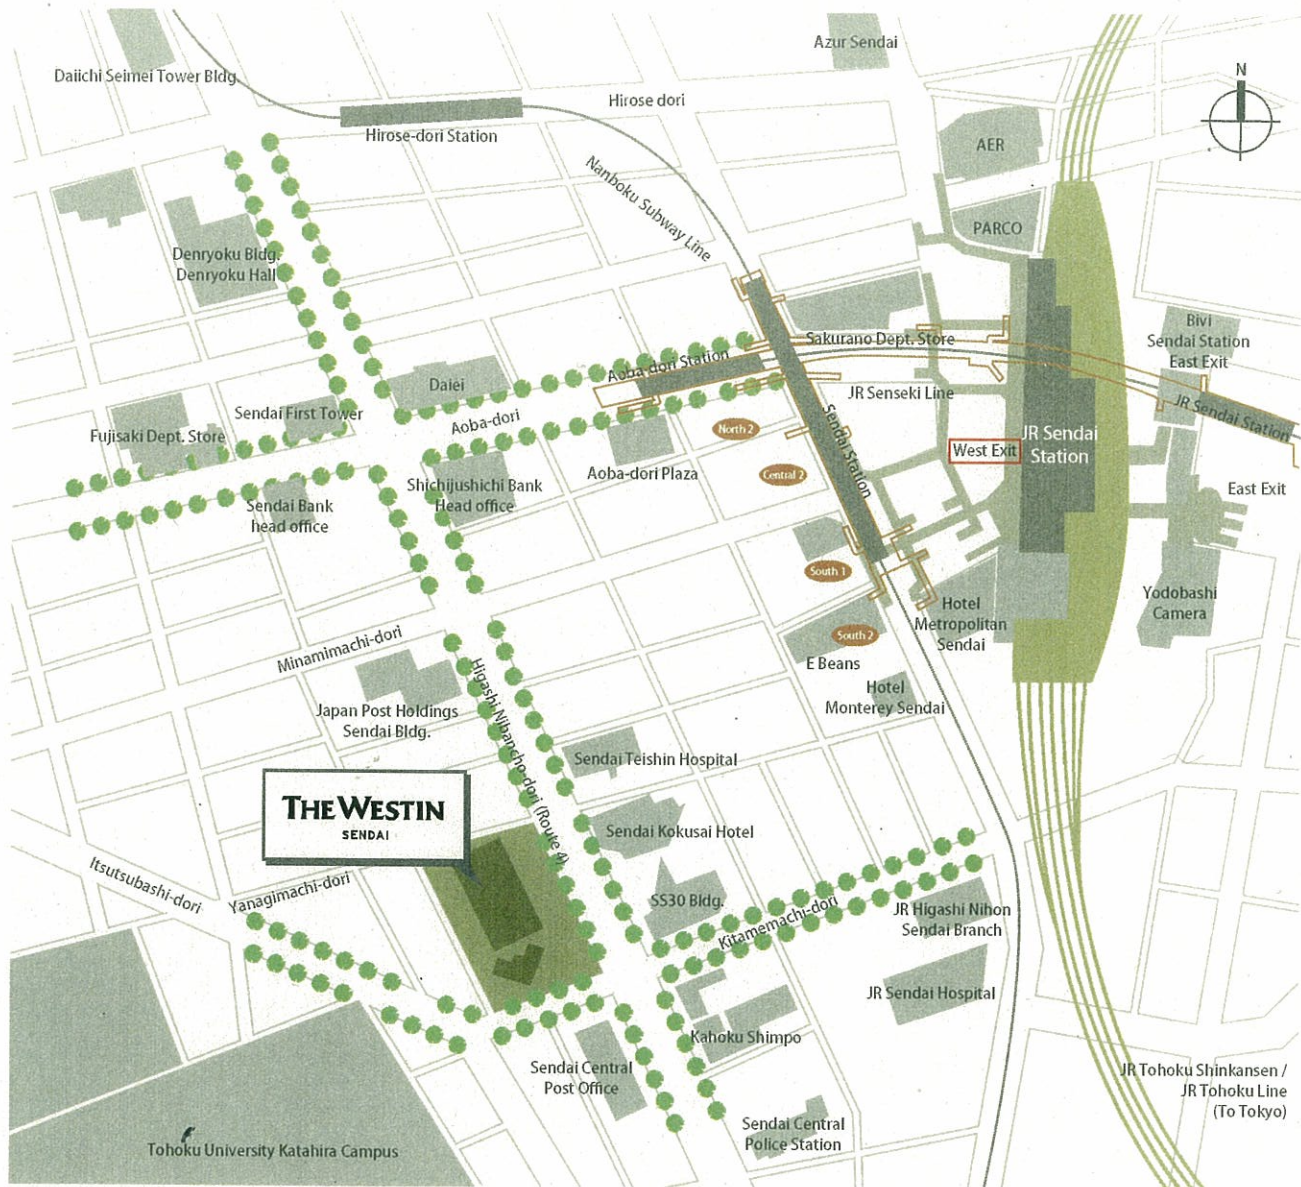 Azur Sendai
Daiichi Seimei Tower Bldg.
Hirose dori
Hirose-dori Station
N
AER
Nanboku Subway Line
PARCO
Denryoku Bldg.
Denryoku Hall
Bivi
Sendai Station
East Exit
Sakurano Dept. Store
Aoba-dori Station
Daiei
JR Senseki Line
JR Sendai Station
Sendai First Tower
Aoba-dori
North 2
Sendai Station
Fujisaki Dept. Store
West Exit
JR Sendai
Station
Aoba-dori Plaza
Central 2
Shichijushichi Bank
Head office
East Exit
Sendai Bank
head office
South 1
Yodobashi
Camera
Hotel
Metropolitan
Sendai
South 2
Minamimachi-dori
E Beans
Hotel
Monterey Sendai
Japan Post Holdings
Sendai Bldg.
Higashi Nibancho-dori (Route 4)
Sendai Teishin Hospital
THE WESTIN
SENDAI
Sendai Kokusai Hotel
Itsutsubashi-dori
Yanagimachi-dori
SS30 Bldg.
Kitamemachi-dori
JR Higashi Nihon
Sendai Branch
JR Sendai Hospital
Kahoku Shimpo
Sendai Central
Post Office
JR Tohoku Shinkansen /
JR Tohoku Line
(To Tokyo)
Sendai Central
Police Station
Tohoku University Katahira Campus